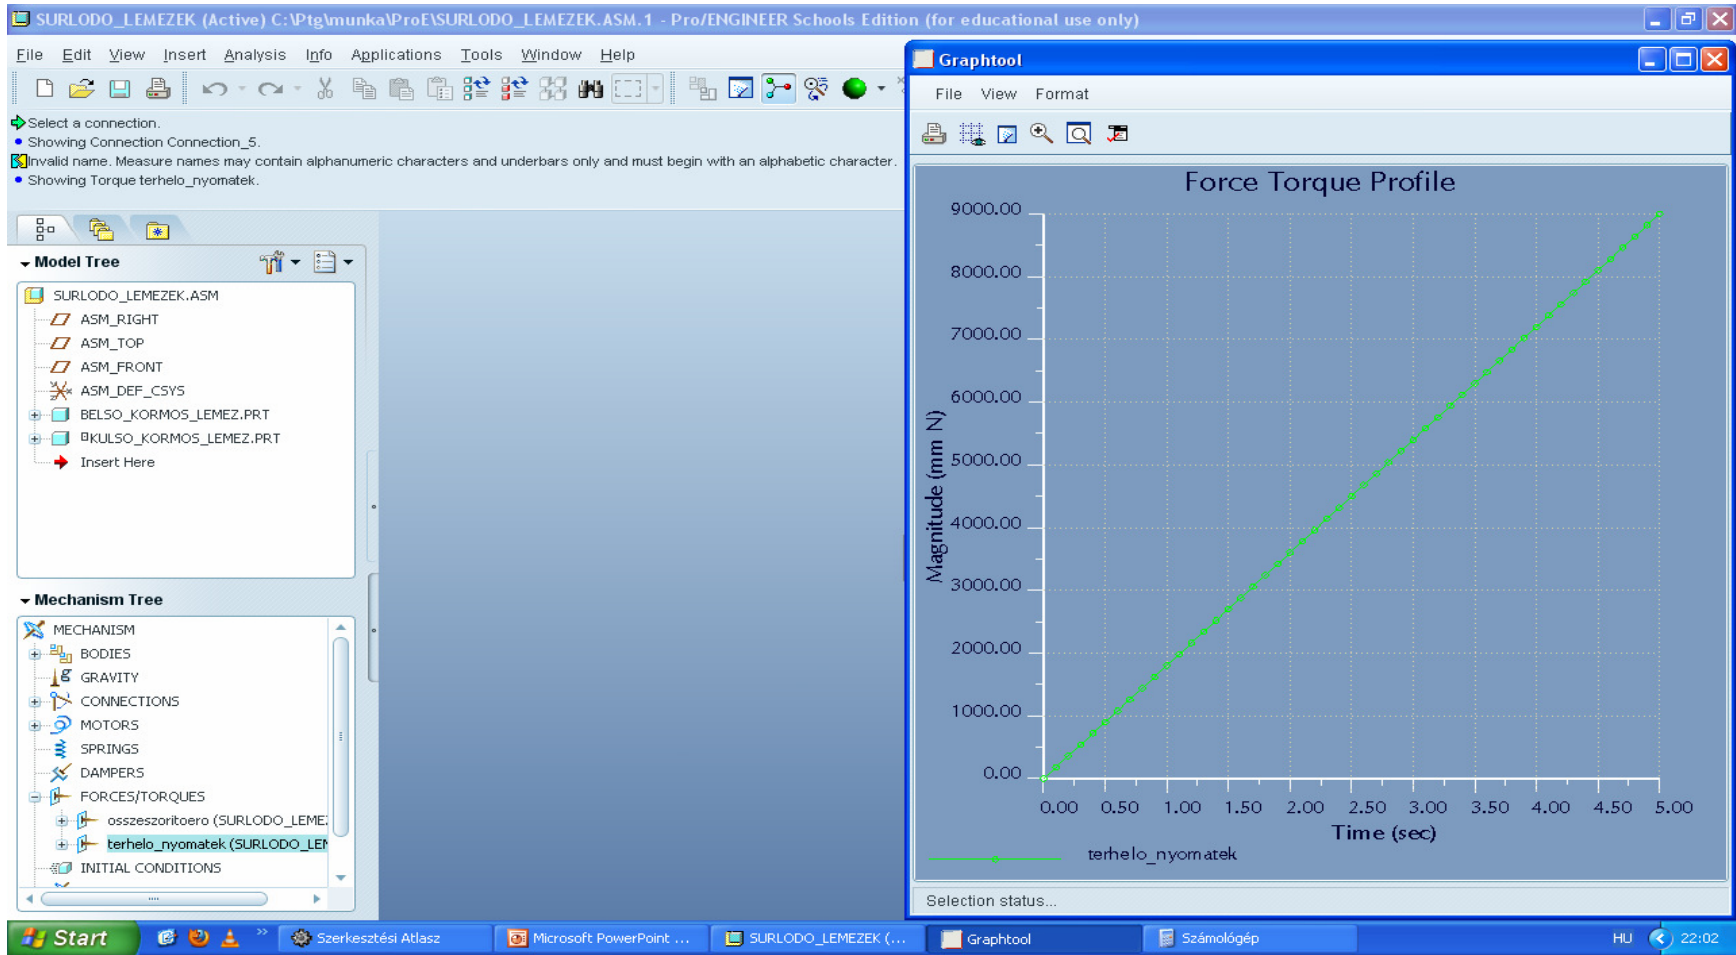 SURLODO_LEMEZEK (Active) C:\Ptg\munka\ProE\SURLODO_LEMEZEK.ASM.1 - Pro/ENGINEER Schools Edition (for educational use only)
File Edit View Insert Analysis Info Applications Tools Window Help
Select a connection.
Showing Connection Connection_5.
Invalid name. Measure names may contain alphanumeric characters and underbars only and must begin with an alphabetic character.
Showing Torque terhelo_nyomatek.
Model Tree
SURLODO_LEMEZEK.ASM
ASM_RIGHT
ASM_TOP
ASM_FRONT
ASM_DEF_CSYS
BELSO_KORMOS_LEMEZ.PRT
KULSO_KORMOS_LEMEZ.PRT
Insert Here
Mechanism Tree
MECHANISM
BODIES
GRAVITY
CONNECTIONS
MOTORS
SPRINGS
DAMPERS
FORCES/TORQUES
osszeszoritoero (SURLODO_LEME
terhelo_nyomatek (SURLODO_LEM
INITIAL CONDITIONS
Graphtool
File View Format
Force Torque Profile
9000.00
8000.00
7000.00
6000.00
5000.00
4000.00
3000.00
2000.00
1000.00
0.00
Magnitude (mm N)
0.00 0.50 1.00 1.50 2.00 2.50 3.00 3.50 4.00 4.50 5.00
Time (sec)
terhelo_nyomatek
Selection status...
Start » Szerkesztési Atlasz Microsoft PowerPoint ... SURLODO_LEMEZEK (... Graphtool Számológép HU 22:02